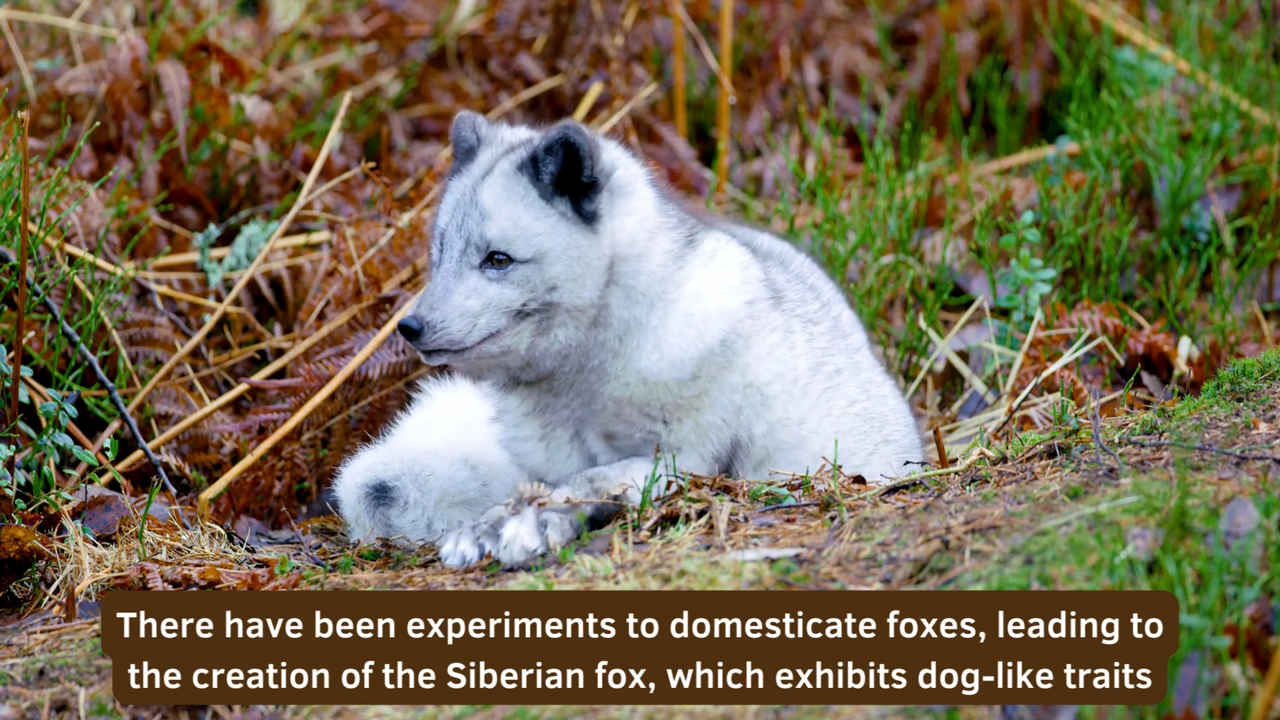 There have been experiments to domesticate foxes, leading to
the creation of the Siberian fox, which exhibits dog-like traits